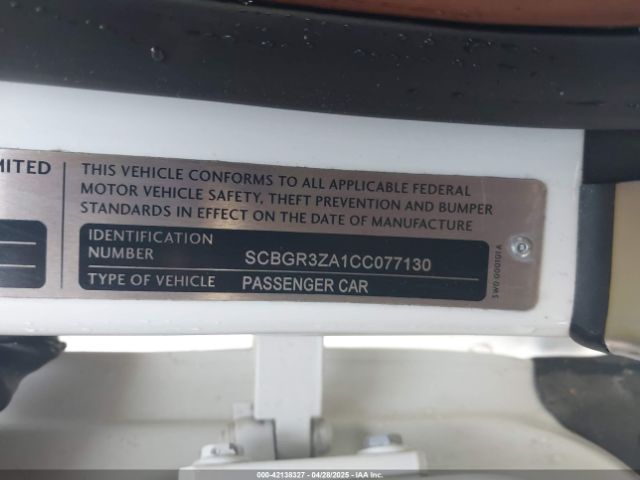 MITED
THIS VEHICLE CONFORMS TO ALL APPLICABLE FEDERAL
MOTOR VEHICLE SAFETY, THEFT PREVENTION AND BUMPER
STANDARDS IN EFFECT ON THE DATE OF MANUFACTURE
IDENTIFICATION
NUMBER SCBGR3ZA1CC077130
TYPE OF VEHICLE PASSENGER CAR
3W0 000101A
000-42138327 - 04/28/2025 - IAA Inc.